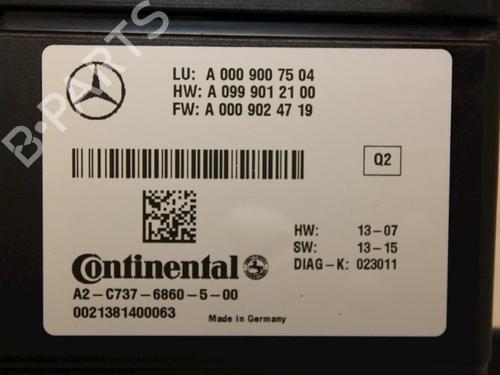 B-PARTS
LU: A 000 900 75 04
HW: A 099 901 21 00
FW: A 000 902 47 19
Q2
HW: 13-07
SW: 13-15
DIAG-K: 023011
Continental
A2-C737-6860-5-00
0021381400063
Made in Germany